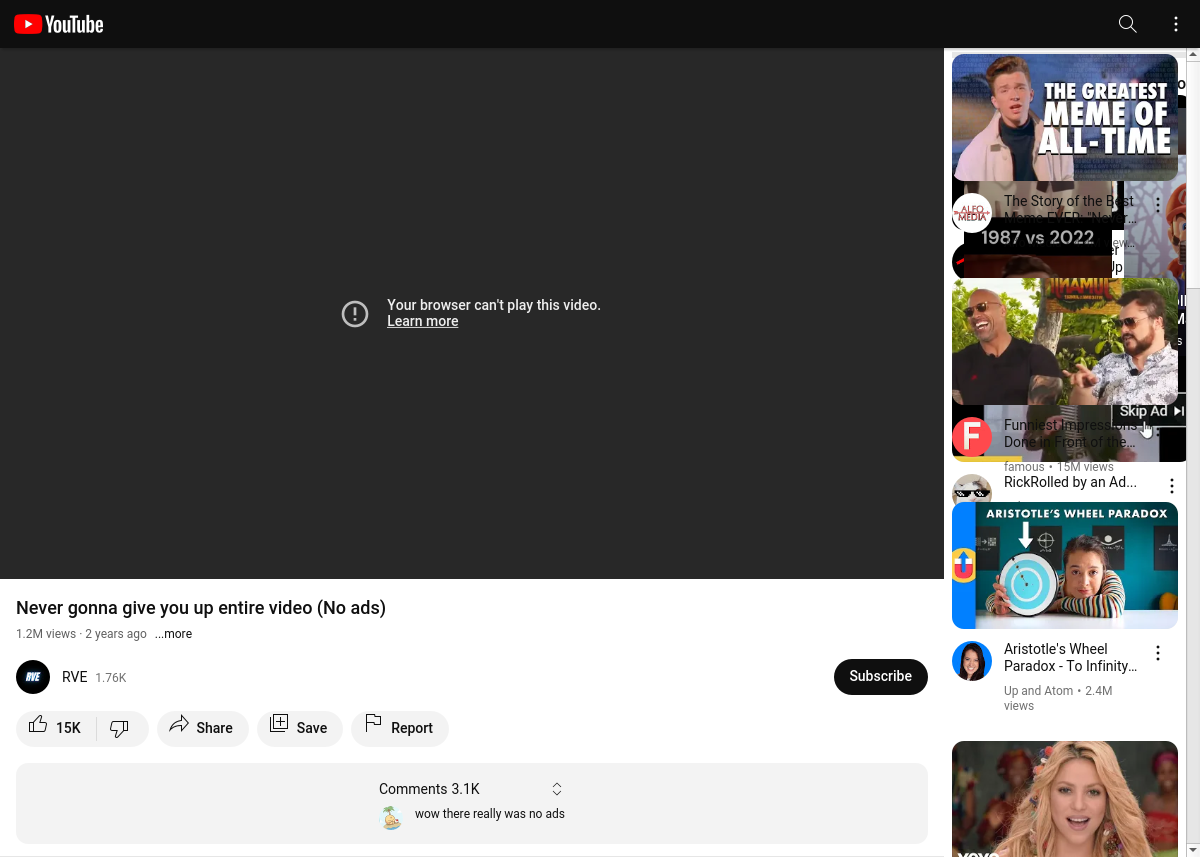 YouTube
Your browser can't play this video.
Learn more
Never gonna give you up entire video (No ads)
1.2M views · 2 years ago ...more
RVE
RVE 1.76K
Subscribe
15K
Share
Save
Report
Comments 3.1K
wow there really was no ads
THE GREATEST
MEME OF
ALL-TIME
ALFO
MEDIA
The Story of the Best
Meme EVER: "Never...
1987 vs 2022
Skip Ad
F
Funniest Impressions
Done in Front of the...
famous • 15M views
RickRolled by an Ad...
ARISTOTLE'S WHEEL PARADOX
Aristotle's Wheel
Paradox - To Infinity...
Up and Atom • 2.4M
views
vevo